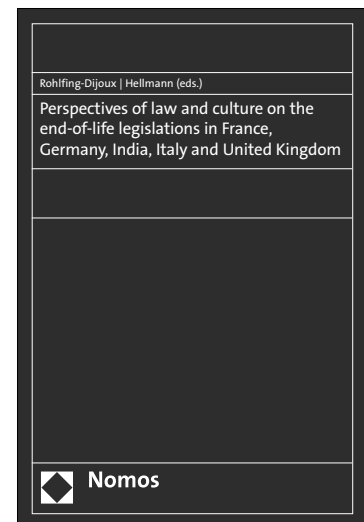 Rohlfing-Dijoux | Hellmann (eds.)
Perspectives of law and culture on the
end-of-life legislations in France,
Germany, India, Italy and United Kingdom
Nomos